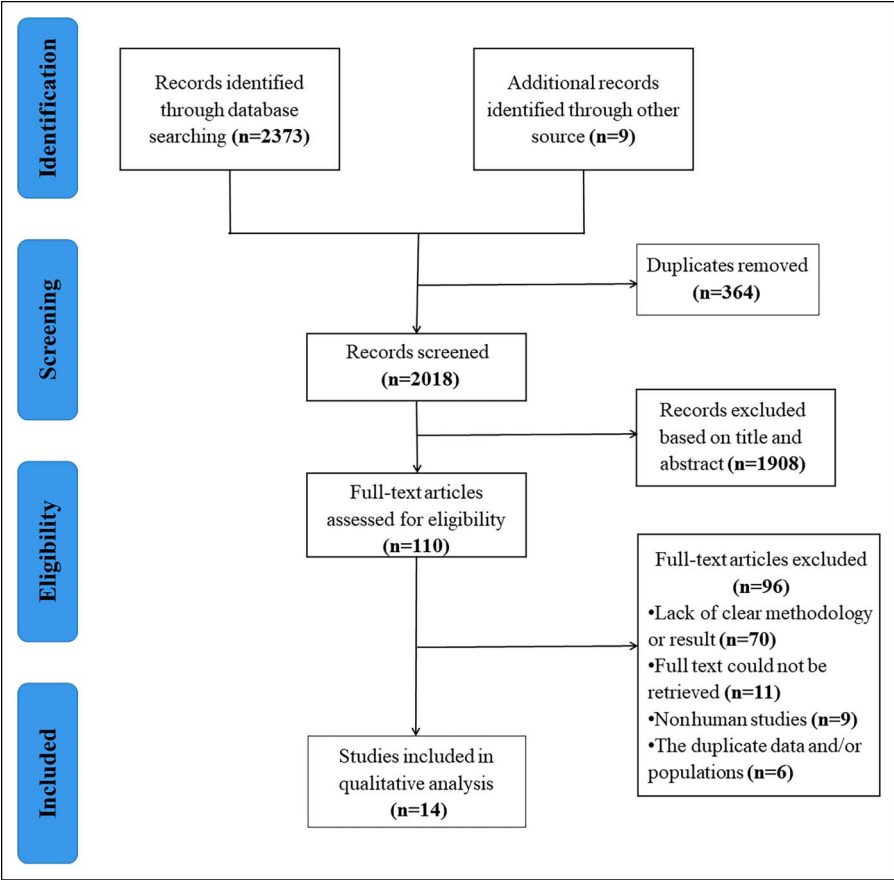 Identification
Records identified
through database
searching (n=2373)
Additional records
identified through other
source (n=9)
Screening
Duplicates removed
(n=364)
Records screened
(n=2018)
Records excluded
based on title and
abstract (n=1908)
Eligibility
Full-text articles
assessed for eligibility
(n=110)
Full-text articles excluded
(n=96)
•Lack of clear methodology
or result (n=70)
•Full text could not be
retrieved (n=11)
•Nonhuman studies (n=9)
•The duplicate data and/or
populations (n=6)
Included
Studies included in
qualitative analysis
(n=14)